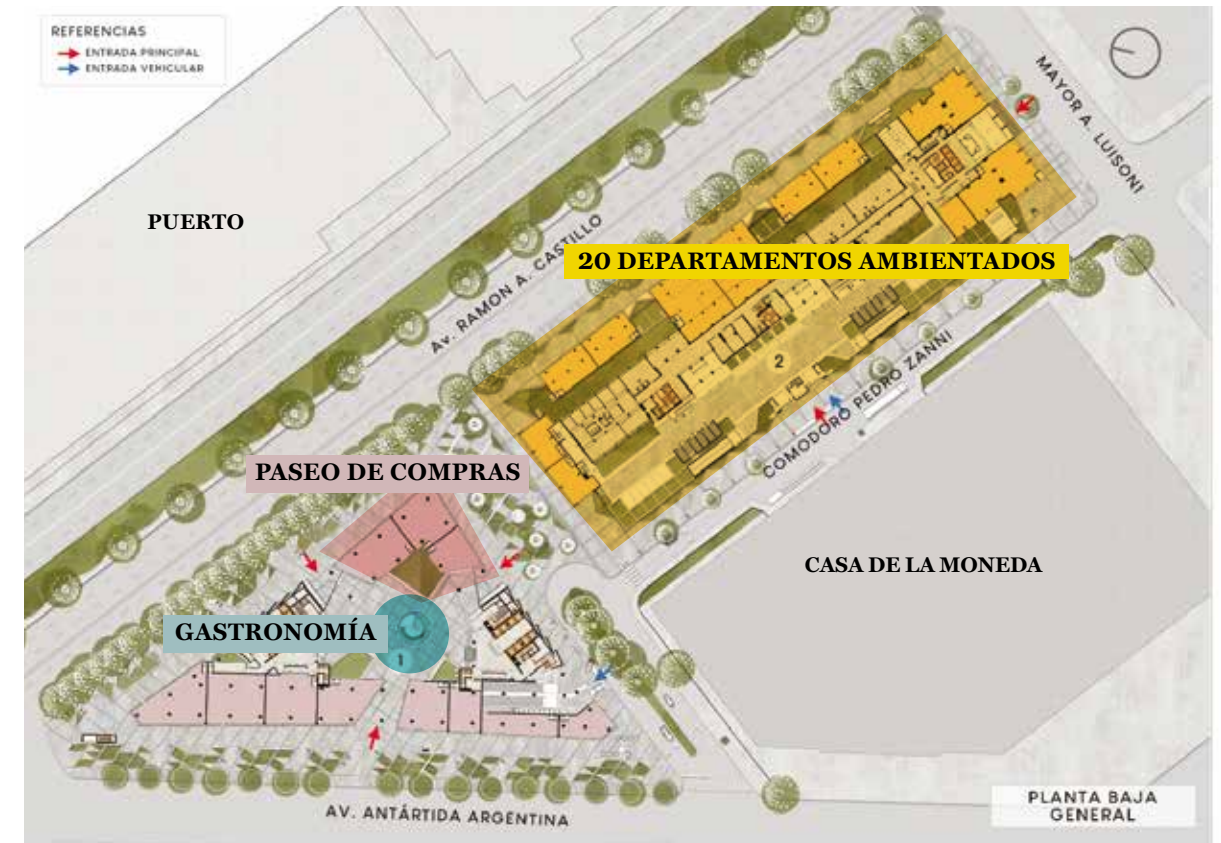 REFERENCIAS
ENTRADA PRINCIPAL
ENTRADA VEHICULAR
MAYOR A. LUISONI
PUERTO
Av. RAMON A. CASTILLO
20 DEPARTAMENTOS AMBIENTADOS
2
COMODORO PEDRO ZANNI
PASEO DE COMPRAS
CASA DE LA MONEDA
GASTRONOMÍA
1
AV. ANTÁRTIDA ARGENTINA
PLANTA BAJA
GENERAL